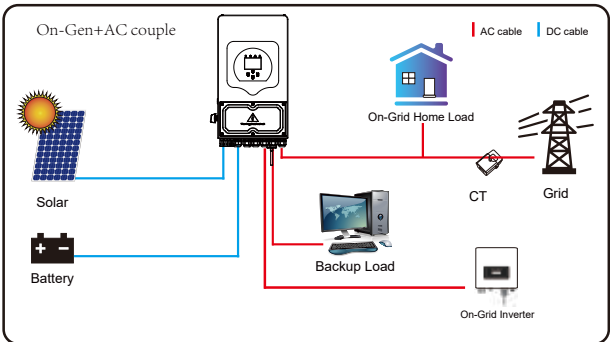 On-Gen+AC couple
AC cable
DC cable
On-Grid Home Load
CT
Grid
Solar
Backup Load
Battery
On-Grid Inverter